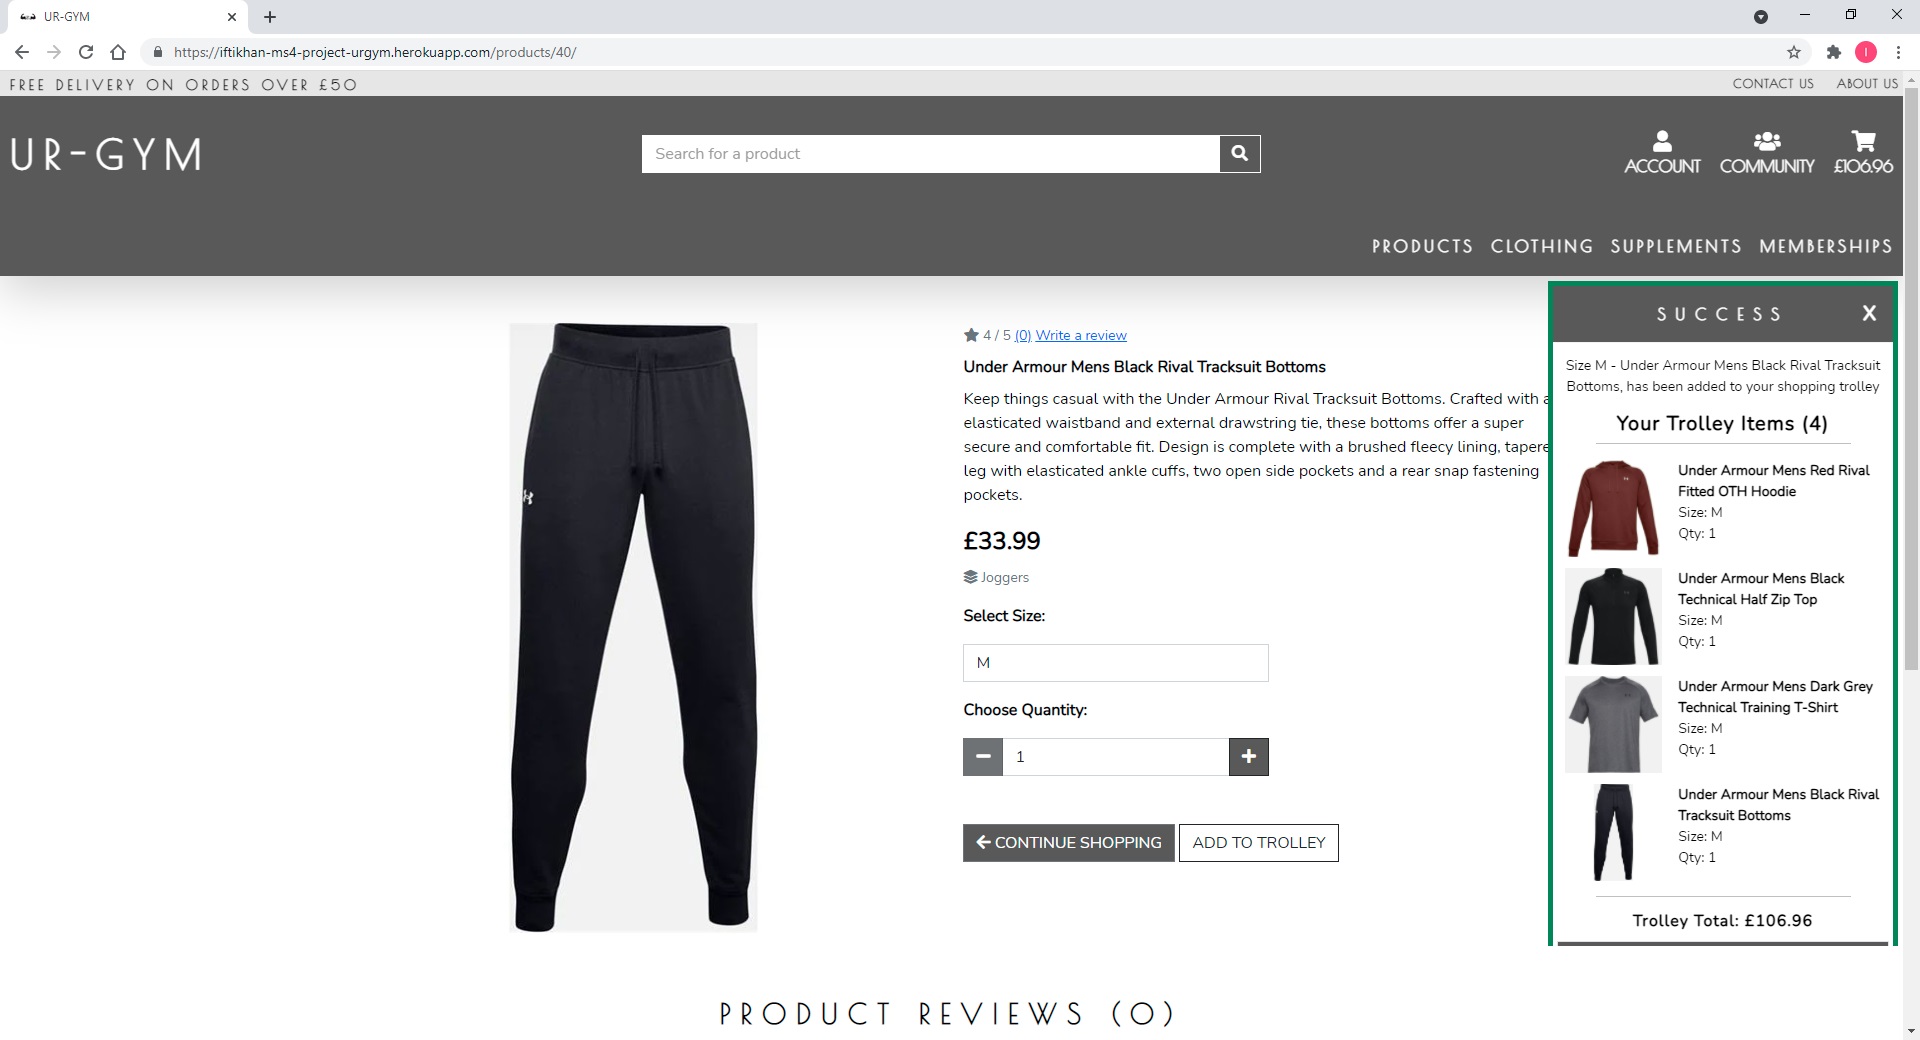 UR-GYM
https://iftikhan-ms4-project-urgym.herokuapp.com/products/40/
I
FREE DELIVERY ON ORDERS OVER £50
CONTACT US
ABOUT US
UR-GYM
Search for a product
ACCOUNT
COMMUNITY
£106.96
PRODUCTS
CLOTHING
SUPPLEMENTS
MEMBERSHIPS
4 / 5 (0) Write a review
Under Armour Mens Black Rival Tracksuit Bottoms
Keep things casual with the Under Armour Rival Tracksuit Bottoms. Crafted with a
elasticated waistband and external drawstring tie, these bottoms offer a super
secure and comfortable fit. Design is complete with a brushed fleecy lining, tapere
leg with elasticated ankle cuffs, two open side pockets and a rear snap fastening
pockets.
£33.99
Joggers
Select Size:
M
Choose Quantity:
1
CONTINUE SHOPPING
ADD TO TROLLEY
SUCCESS
X
Size M - Under Armour Mens Black Rival Tracksuit
Bottoms, has been added to your shopping trolley
Your Trolley Items (4)
Under Armour Mens Red Rival
Fitted OTH Hoodie
Size: M
Qty: 1
Under Armour Mens Black
Technical Half Zip Top
Size: M
Qty: 1
Under Armour Mens Dark Grey
Technical Training T-Shirt
Size: M
Qty: 1
Under Armour Mens Black Rival
Tracksuit Bottoms
Size: M
Qty: 1
Trolley Total: £106.96
PRODUCT REVIEWS (0)